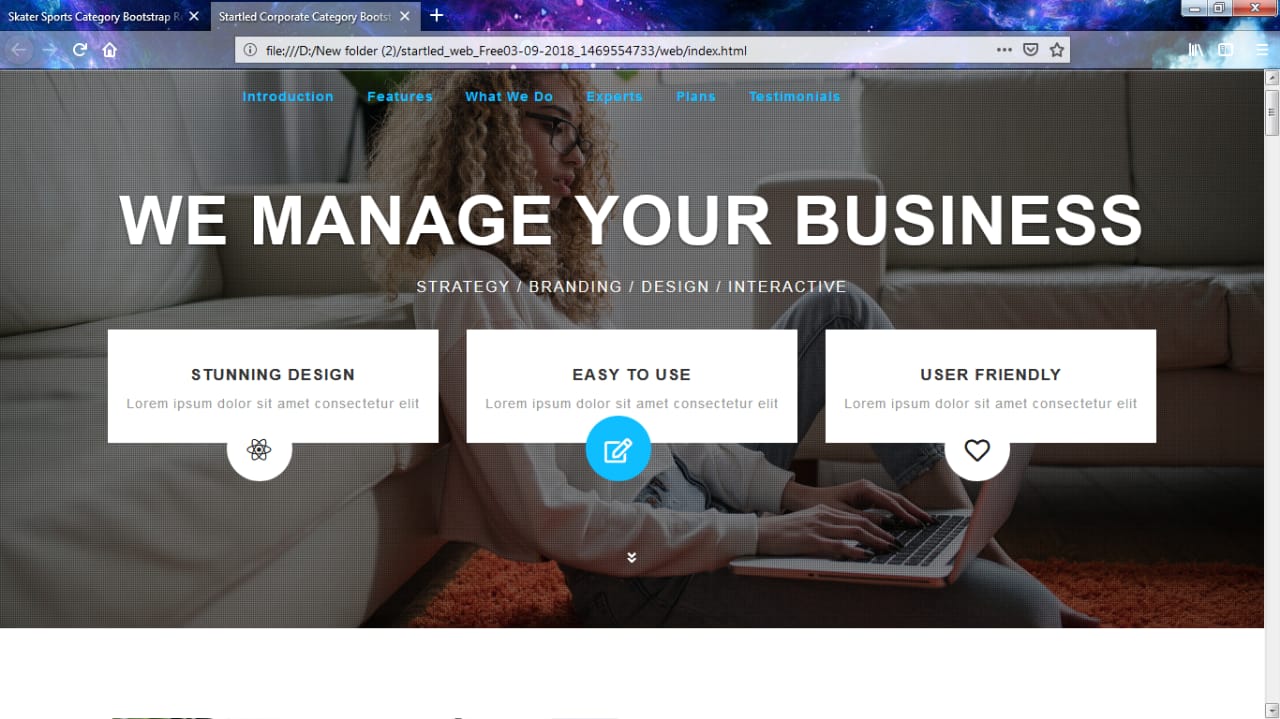 Skater Sports Category Bootstrap R
Startled Corporate Category Bootst
file:///D:/New folder (2)/startled_web_Free03-09-2018_1469554733/web/index.html
Introduction Features What We Do Experts Plans Testimonials
WE MANAGE YOUR BUSINESS
STRATEGY / BRANDING / DESIGN / INTERACTIVE
STUNNING DESIGN
Lorem ipsum dolor sit amet consectetur elit
EASY TO USE
Lorem ipsum dolor sit amet consectetur elit
USER FRIENDLY
Lorem ipsum dolor sit amet consectetur elit